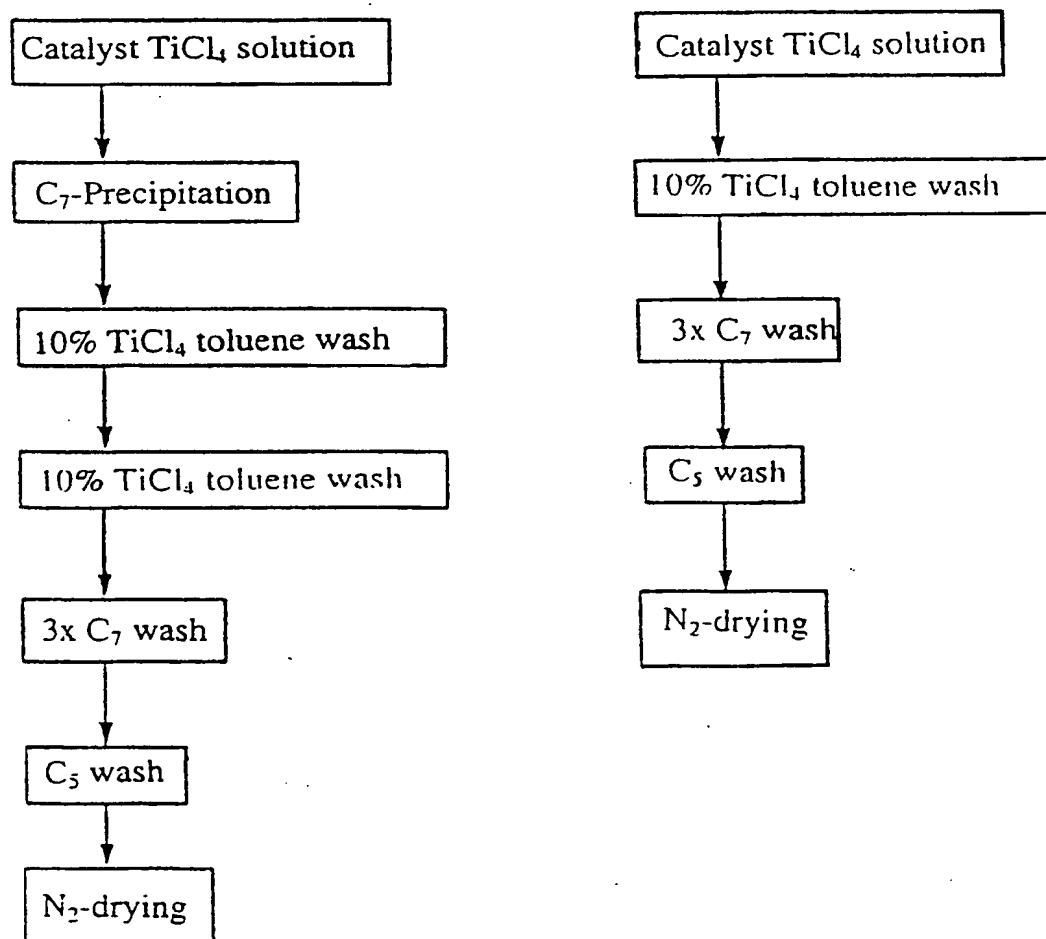 Catalyst TiCl₄ solution
C₇-Precipitation
10% TiCl₄ toluene wash
10% TiCl₄ toluene wash
3x C₇ wash
C₅ wash
N₂-drying
Catalyst TiCl₄ solution
10% TiCl₄ toluene wash
3x C₇ wash
C₅ wash
N₂-drying